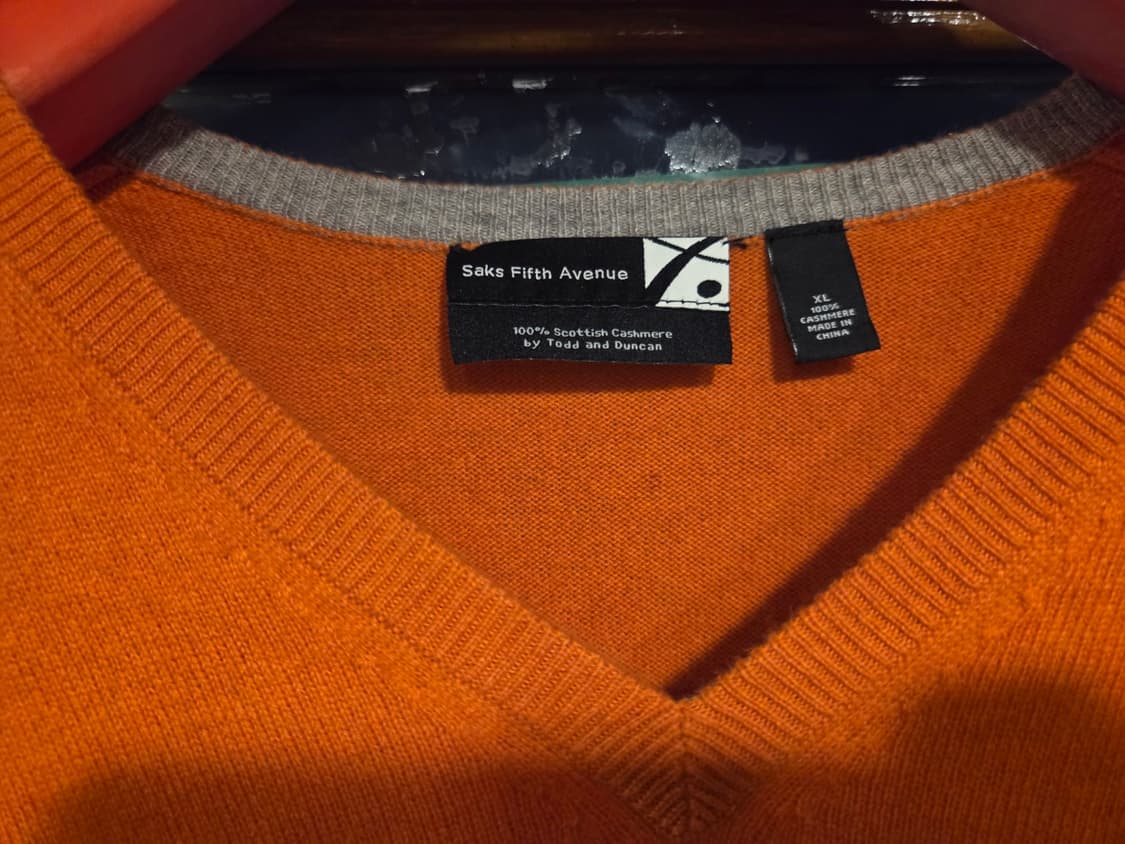 Saks Fifth Avenue
100% Scottish Cashmere
by Todd and Duncan
XL
100%
CASHMERE
MADE IN
CHINA